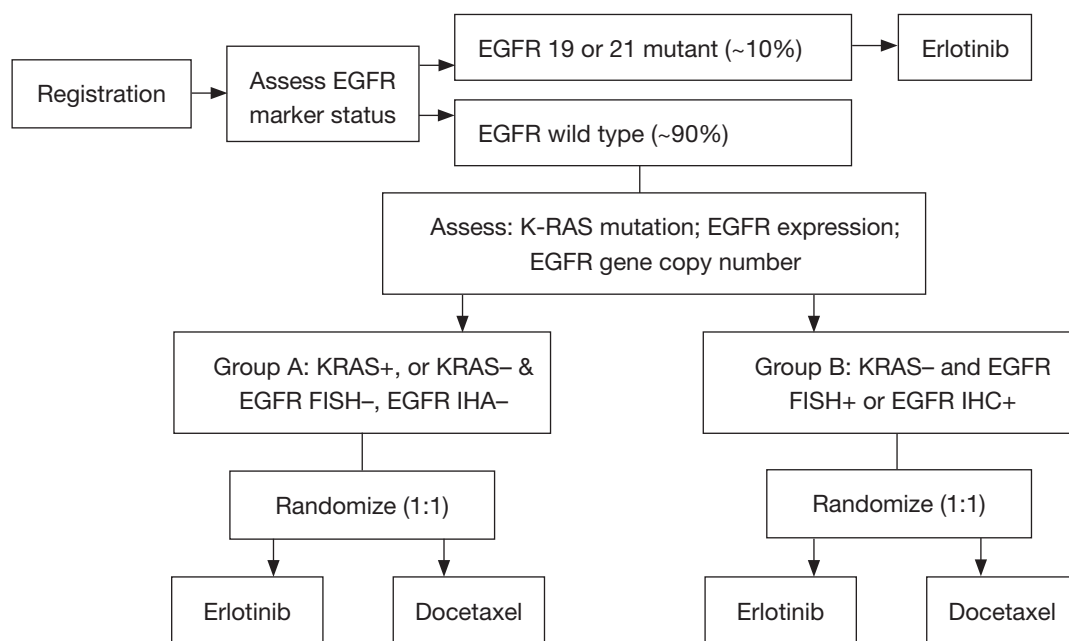 EGFR 19 or 21 mutant (~10%)
Erlotinib
Registration
Assess EGFR
marker status
EGFR wild type (~90%)
Assess: K-RAS mutation; EGFR expression;
EGFR gene copy number
Group A: KRAS+, or KRAS– &
EGFR FISH–, EGFR IHA–
Group B: KRAS– and EGFR
FISH+ or EGFR IHC+
Randomize (1:1)
Randomize (1:1)
Erlotinib
Docetaxel
Erlotinib
Docetaxel